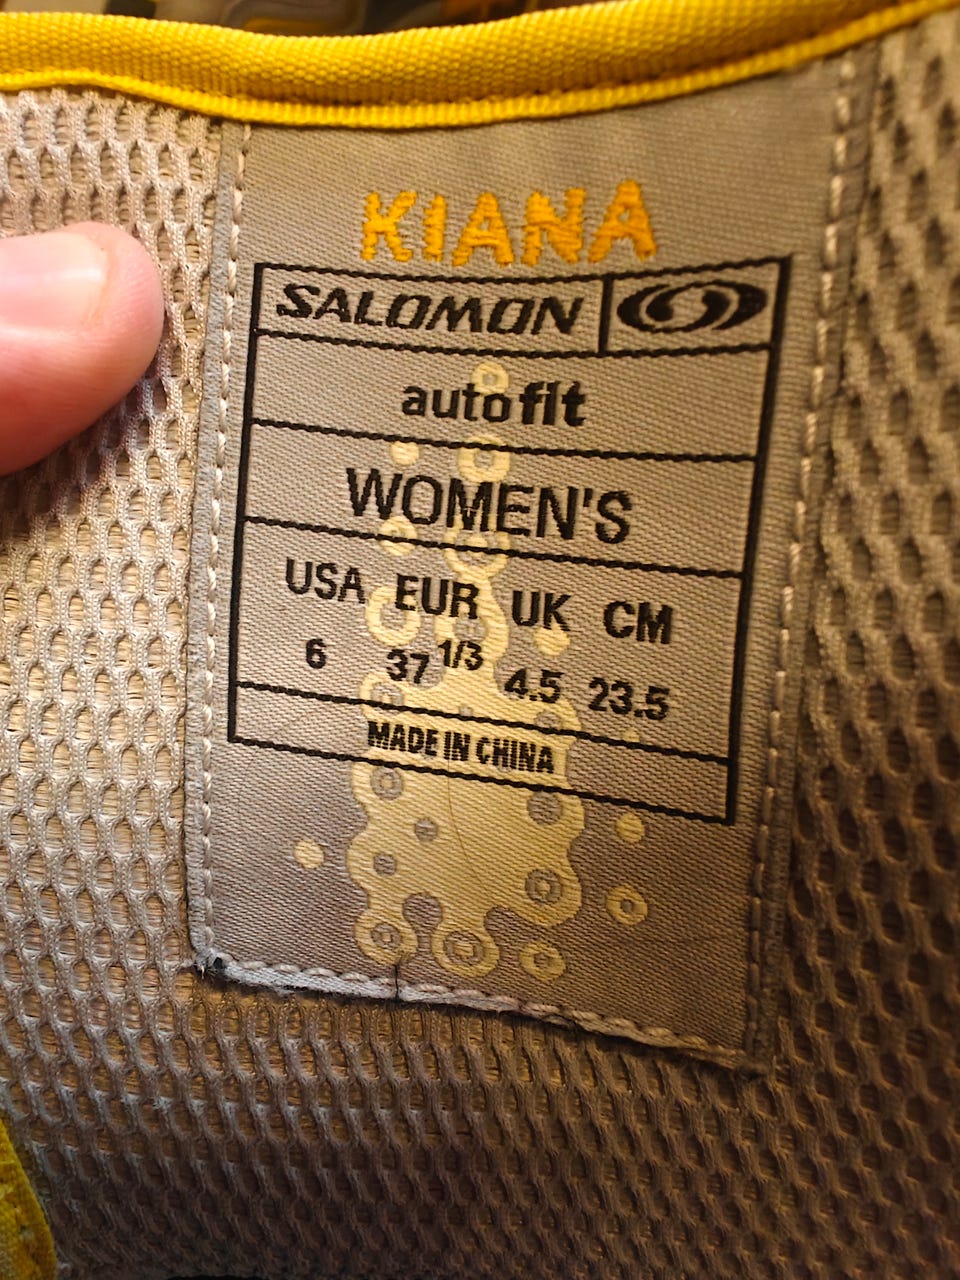 KIANA
SALOMON
autofit
WOMEN'S
USA EUR UK CM
6 37 1/3 4.5 23.5
MADE IN CHINA